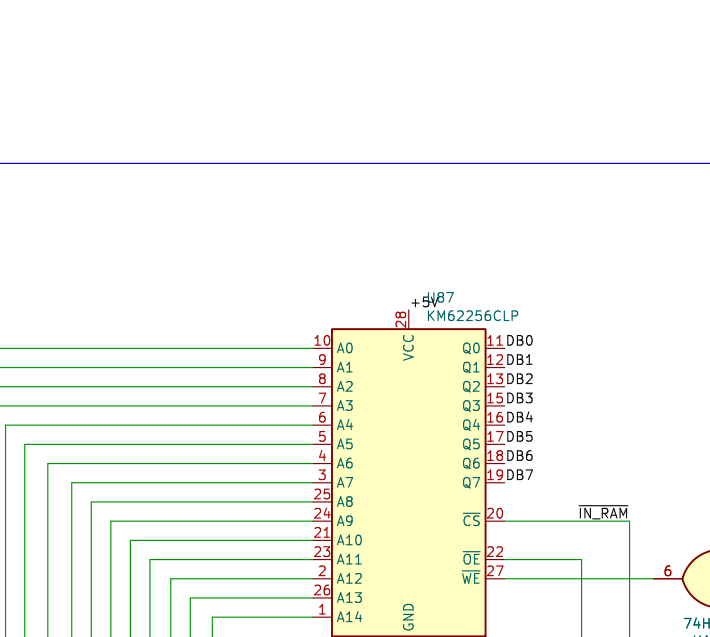 +5V U87
KM62256CLP
28
VCC
10 A0 Q0 11 DB0
9 A1 Q1 12 DB1
8 A2 Q2 13 DB2
7 A3 Q3 15 DB3
6 A4 Q4 16 DB4
5 A5 Q5 17 DB5
4 A6 Q6 18 DB6
3 A7 Q7 19 DB7
25 A8
24 A9 CS 20 IN_RAM
21 A10
23 A11 OE 22
2 A12 WE 27 6
26 A13
1 A14
GND
74H